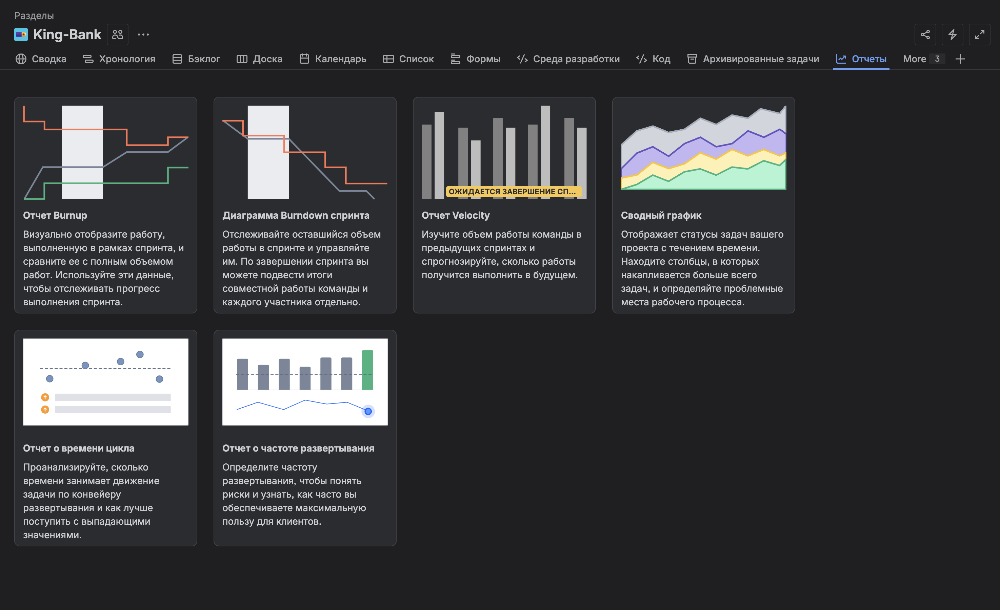 Разделы
King-Bank
Сводка Хронология Бэклог Доска Календарь Список Формы Среда разработки Код Архивированные задачи Отчеты More 3
ОЖИДАЕТСЯ ЗАВЕРШЕНИЕ СП...
Отчет Burnup
Визуально отобразите работу,
выполненную в рамках спринта, и
сравните ее с полным объемом
работ. Используйте эти данные,
чтобы отслеживать прогресс
выполнения спринта.
Диаграмма Burndown спринта
Отслеживайте оставшийся объем
работы в спринте и управляйте
им. По завершении спринта вы
можете подвести итоги
совместной работы команды и
каждого участника отдельно.
Отчет Velocity
Изучите объем работы команды в
предыдущих спринтах и
спрогнозируйте, сколько работы
получится выполнить в будущем.
Сводный график
Отображает статусы задач вашего
проекта с течением времени.
Находите столбцы, в которых
накапливается больше всего
задач, и определяйте проблемные
места рабочего процесса.
Отчет о времени цикла
Проанализируйте, сколько
времени занимает движение
задачи по конвейеру
развертывания и как лучше
поступить с выпадающими
значениями.
Отчет о частоте развертывания
Определите частоту
развертывания, чтобы понять
риски и узнать, как часто вы
обеспечиваете максимальную
пользу для клиентов.